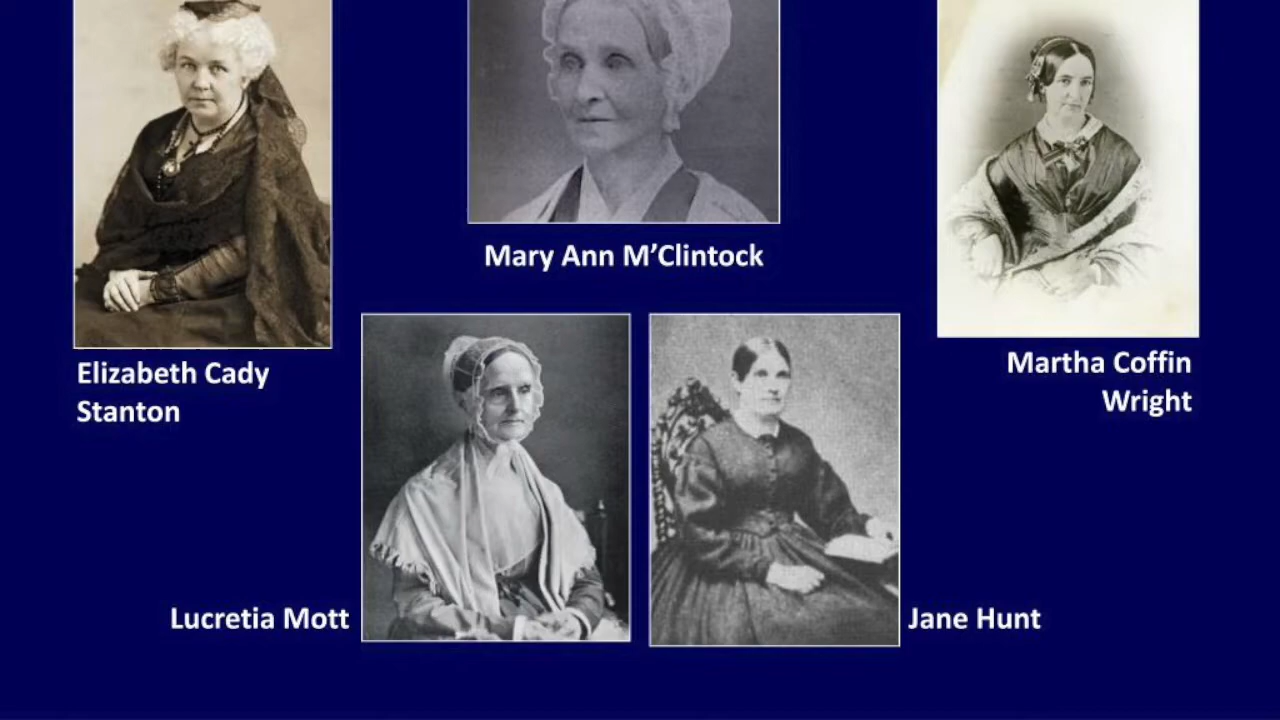 Mary Ann M’Clintock
Elizabeth Cady
Stanton
Martha Coffin
Wright
Lucretia Mott
Jane Hunt